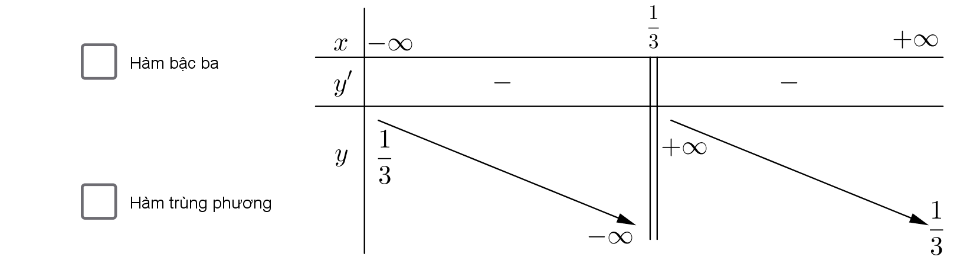 Hàm bậc ba
Hàm trùng phương
x −∞ 1/3 +∞
y′ − −
y 1/3 −∞ +∞ 1/3